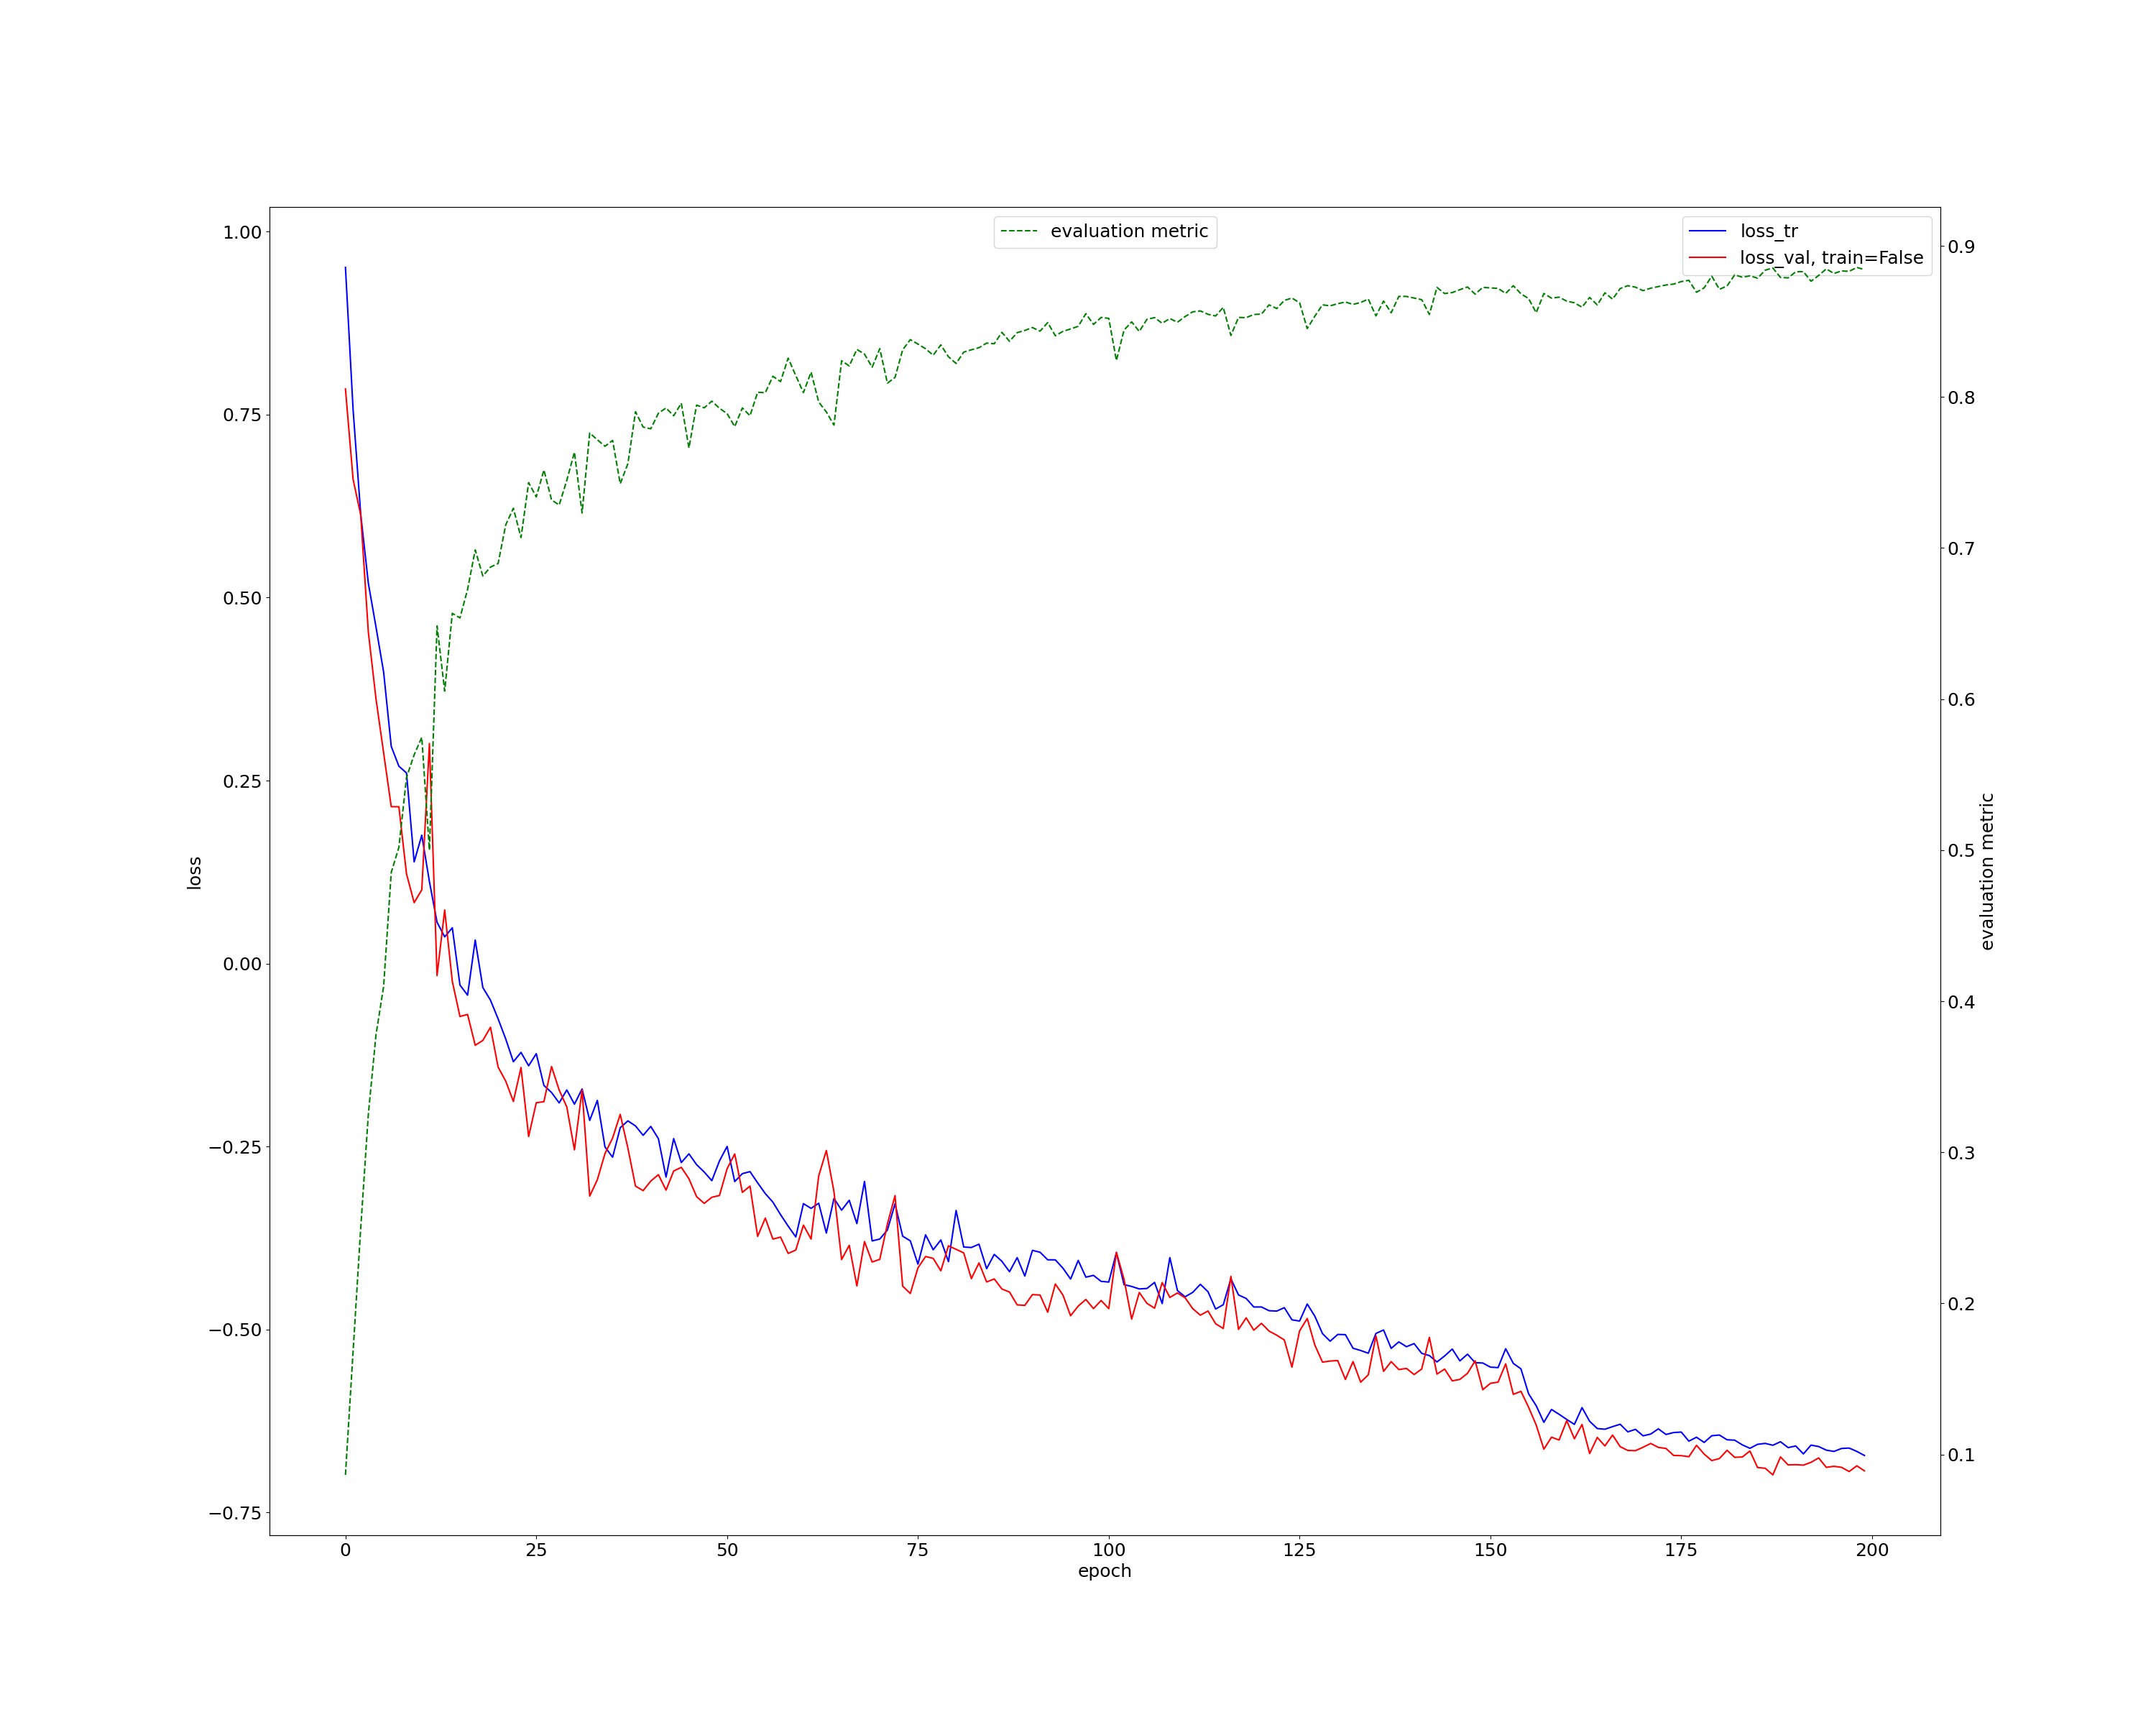 evaluation metric
loss_tr
loss_val, train=False
1.00
0.75
0.50
0.25
0.00
−0.25
−0.50
−0.75
loss
0.9
0.8
0.7
0.6
0.5
0.4
0.3
0.2
0.1
evaluation metric
0 25 50 75 100 125 150 175 200
epoch